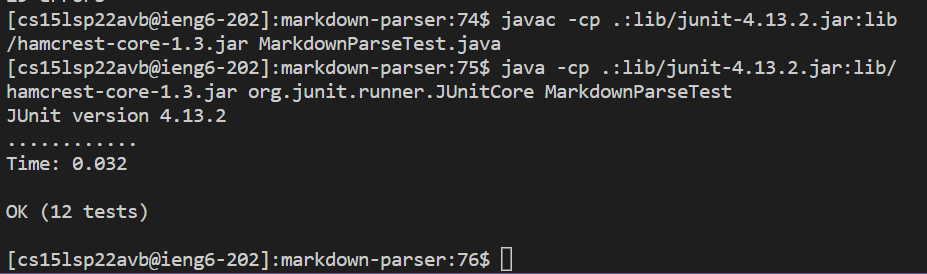 [cs15lsp22avb@ieng6-202]:markdown-parser:74$ javac -cp .:lib/junit-4.13.2.jar:lib
/hamcrest-core-1.3.jar MarkdownParseTest.java
[cs15lsp22avb@ieng6-202]:markdown-parser:75$ java -cp .:lib/junit-4.13.2.jar:lib/
hamcrest-core-1.3.jar org.junit.runner.JUnitCore MarkdownParseTest
JUnit version 4.13.2
............
Time: 0.032
OK (12 tests)
[cs15lsp22avb@ieng6-202]:markdown-parser:76$